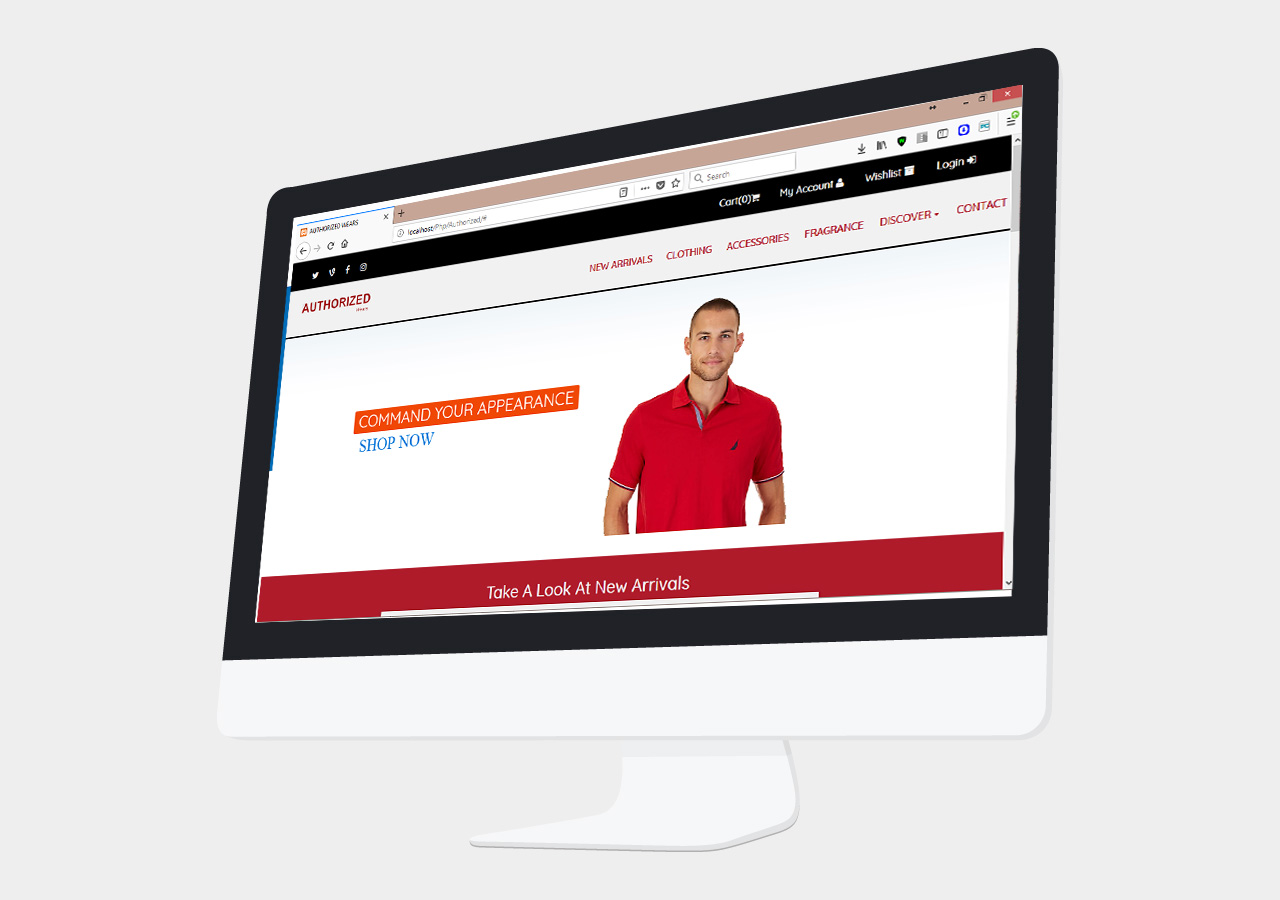 AUTHORIZED WEARS
localhost/Php/Authorized/#
Search
Cart(0)
My Account
Wishlist
Login
AUTHORIZED
Wears
NEW ARRIVALS
CLOTHING
ACCESSORIES
FRAGRANCE
DISCOVER
CONTACT
COMMAND YOUR APPEARANCE
SHOP NOW
Take A Look At New Arrivals